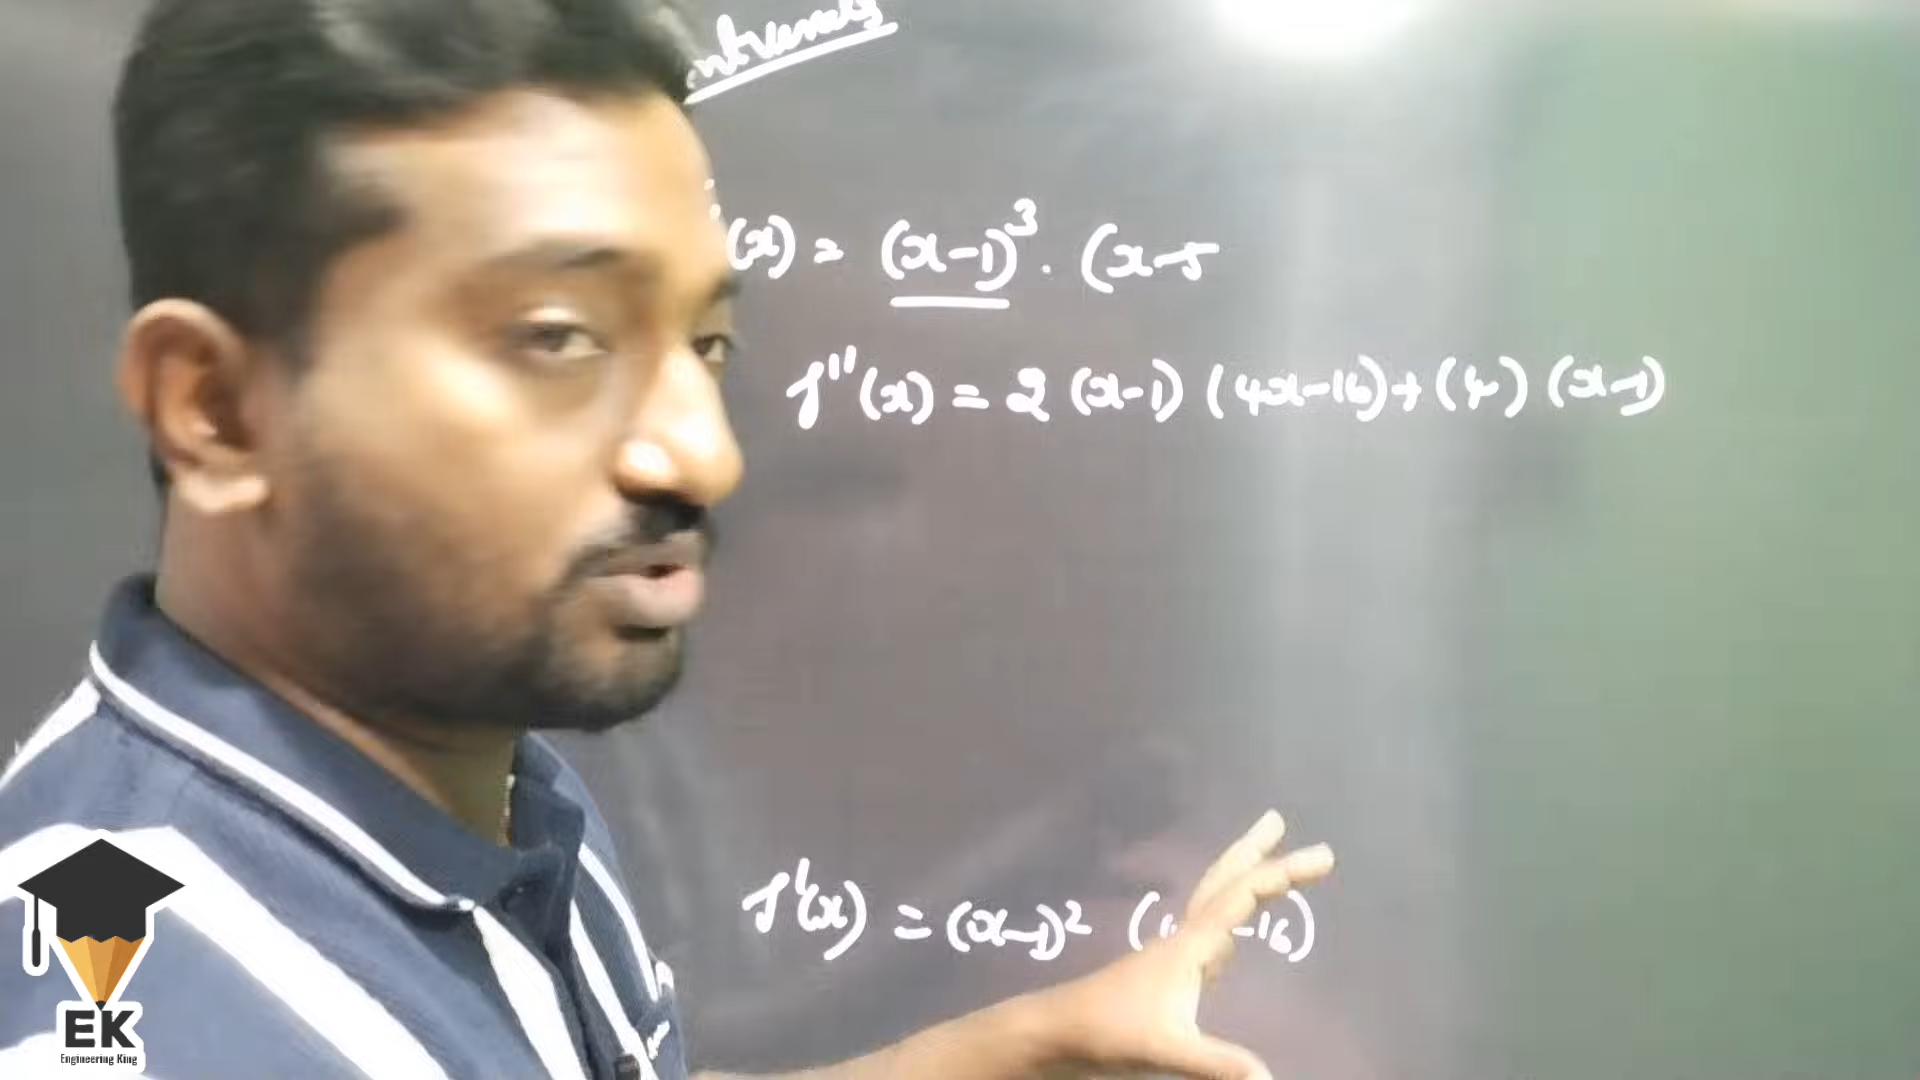 (x) = (x-1)³ . (x-5
f''(x) = 2 (x-1) (4x-16) + (4) (x-1)
f'(x) = (x-1)² ( -16)
EK
Engineering King